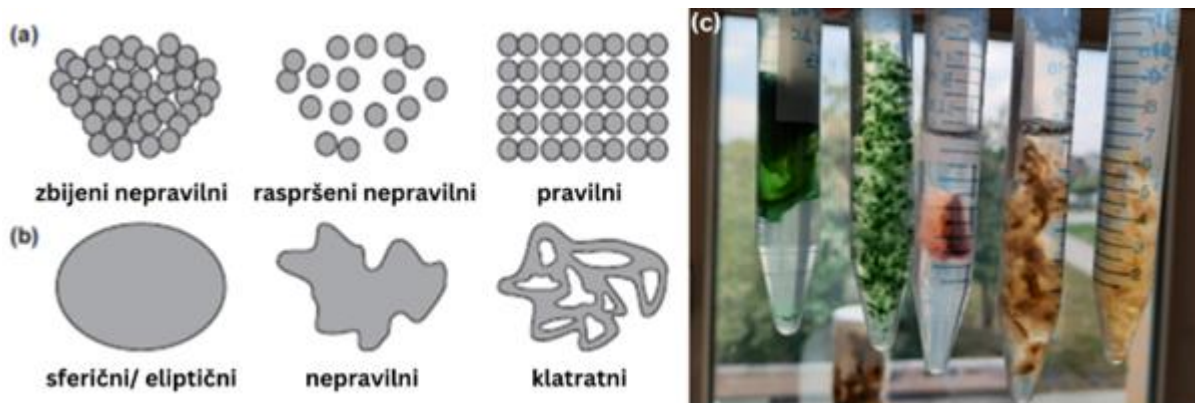 (a)
zbijeni nepravilni raspršeni nepravilni pravilni
(b)
sferični/ eliptični nepravilni klatratni
(c)